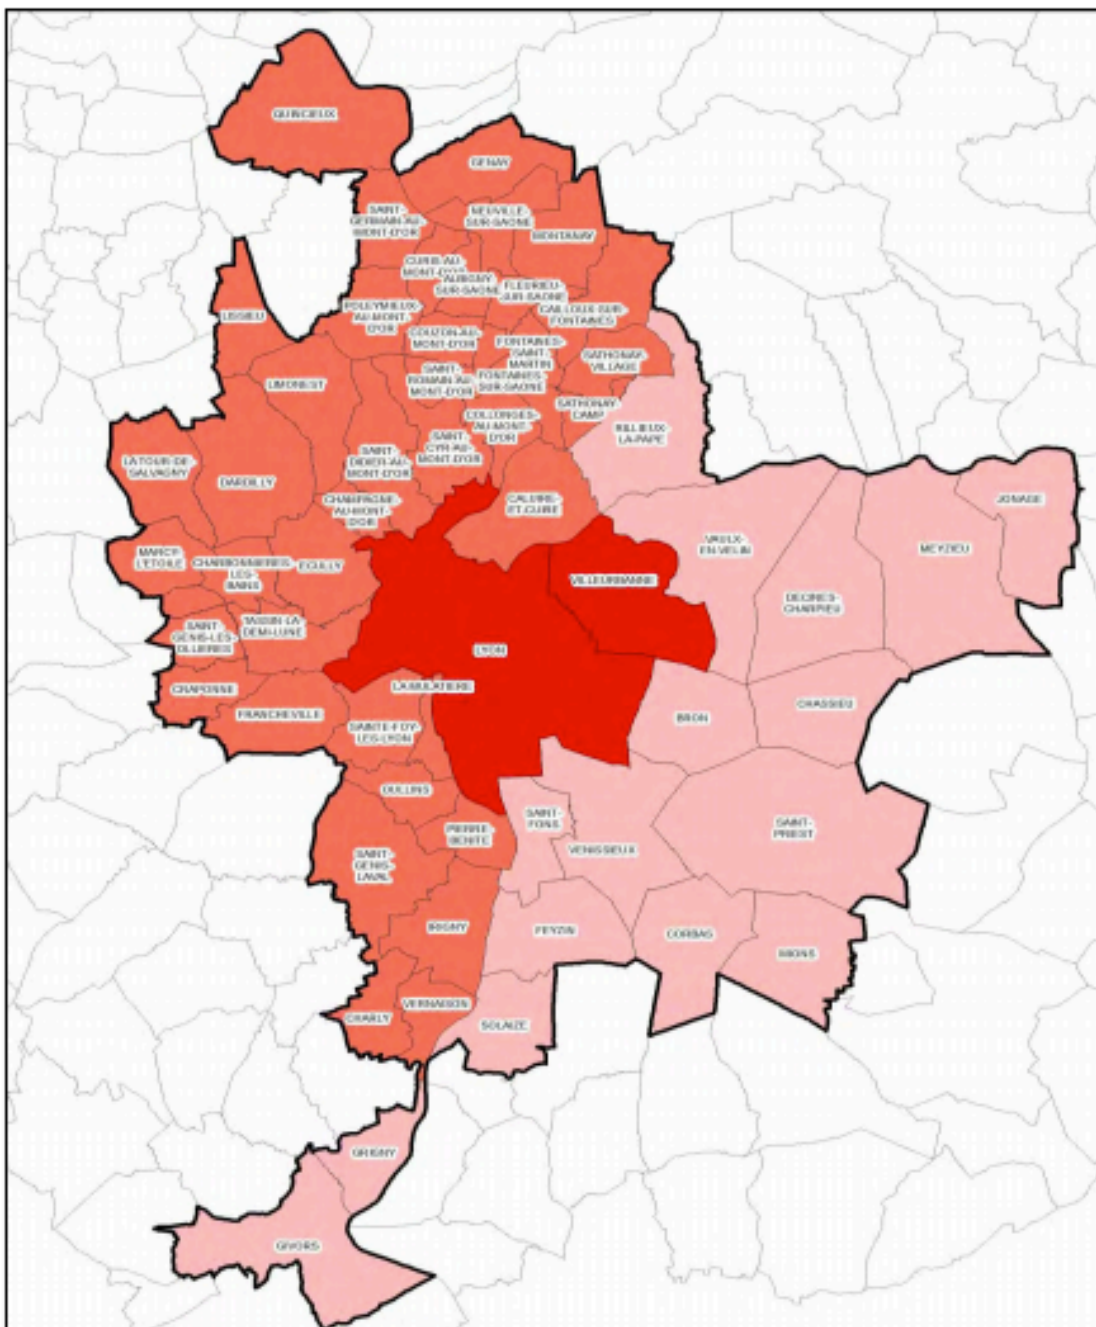 QUINCIEUX
GENAY
SAINT-
GERMAIN-AU-
MONT-D'OR
NEUVILLE-
SUR-SAONE
MONTANAY
CURIS-AU-
MONT-D'OR
ALBIGNY-
SUR-SAONE
FLEURIEU-
SUR-SAONE
CAILLOUX-SUR-
FONTAINES
LISSIEU
POLEYMIEUX-
AU-MONT-
D'OR
COUZON-AU-
MONT-D'OR
FONTAINES-
SAINT-
MARTIN
SATHONAY-
VILLAGE
LIMONEST
SAINT-
ROMAIN-AU-
MONT-D'OR
FONTAINES-
SUR-SAONE
SATHONAY-
CAMP
COLLONGES-
AU-MONT-
D'OR
RILLIEUX-
LA-PAPE
LA TOUR-DE-
SALVAGNY
DARDILLY
SAINT-
DIDIER-AU-
MONT-D'OR
SAINT-
CYR-AU-
MONT-D'OR
CHAMPAGNE-
AU-MONT-
D'OR
CALUIRE-
ET-CUIRE
JONAGE
MEYZIEU
VAULX-
EN-VELIN
MARCY-
L'ETOILE
CHARBONNIERES-
LES-
BAINS
ECULLY
VILLEURBANNE
DECINES-
CHARPIEU
SAINT-
GENIS-LES-
OLLIERES
TASSIN-LA-
DEMI-LUNE
LYON
CRAPONNE
FRANCHEVILLE
LA MULATIERE
SAINTE-FOY-
LES-LYON
BRON
CHASSIEU
OULLINS
PIERRE-
BENITE
SAINT-
FONS
VENISSIEUX
SAINT-
PRIEST
SAINT-
GENIS-
LAVAL
IRIGNY
FEYZIN
CORBAS
MIONS
CHARLY
VERNAISON
SOLAIZE
GRIGNY
GIVORS